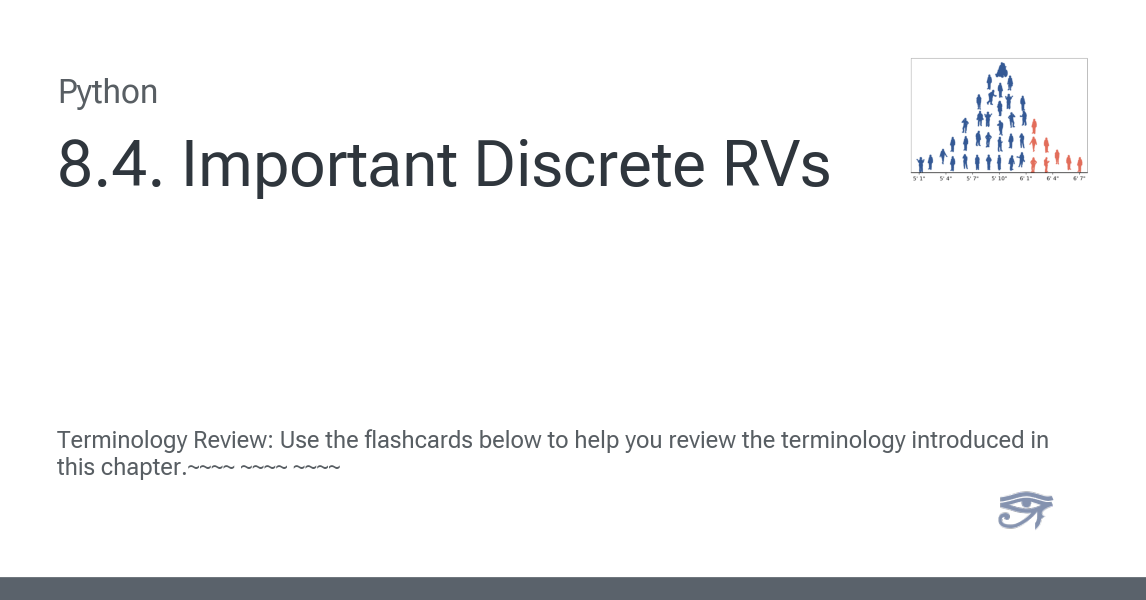 Python
8.4. Important Discrete RVs
5' 1" 5' 4" 5' 7" 5' 10" 6' 1" 6' 4" 6' 7"
Terminology Review: Use the flashcards below to help you review the terminology introduced in
this chapter.~~~~ ~~~~ ~~~~